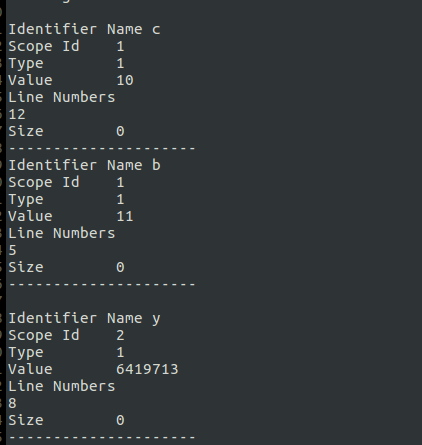 Identifier Name c
Scope Id 1
Type 1
Value 10
Line Numbers
12
Size 0
---------------------
Identifier Name b
Scope Id 1
Type 1
Value 11
Line Numbers
5
Size 0
---------------------
Identifier Name y
Scope Id 2
Type 1
Value 6419713
Line Numbers
8
Size 0
---------------------